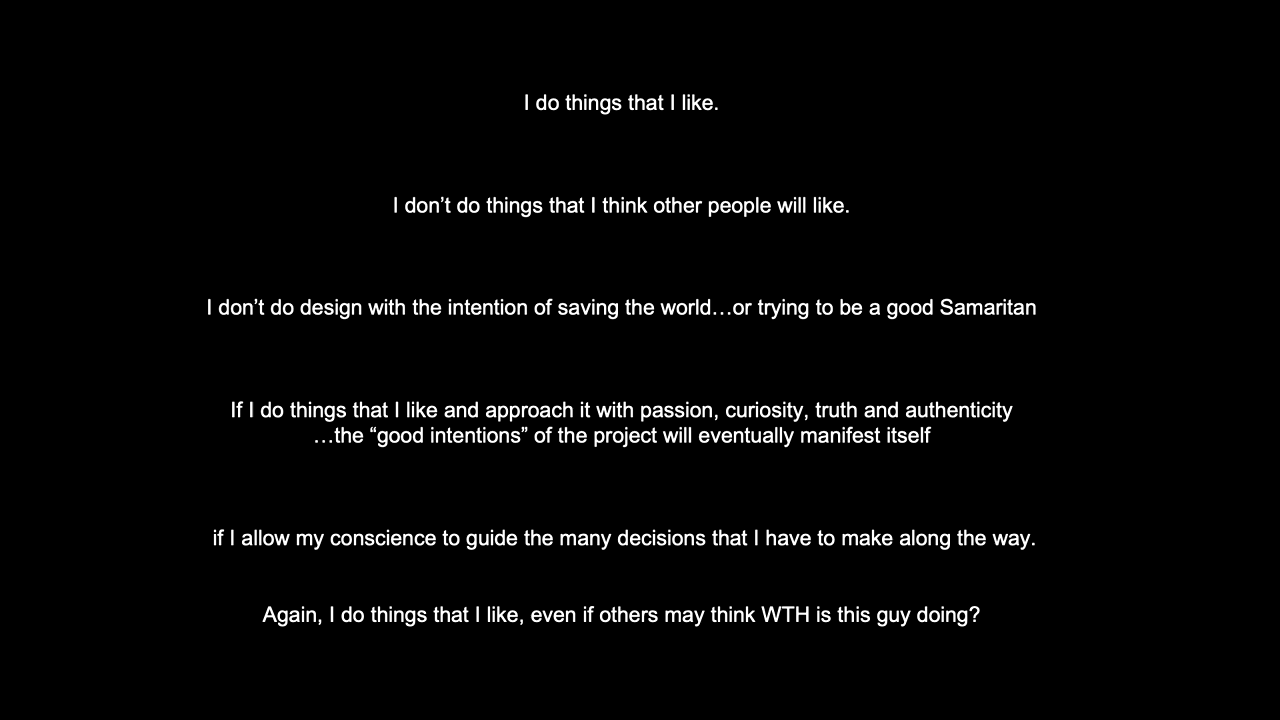 I do things that I like.
I don’t do things that I think other people will like.
I don’t do design with the intention of saving the world…or trying to be a good Samaritan
If I do things that I like and approach it with passion, curiosity, truth and authenticity
…the “good intentions” of the project will eventually manifest itself
if I allow my conscience to guide the many decisions that I have to make along the way.
Again, I do things that I like, even if others may think WTH is this guy doing?